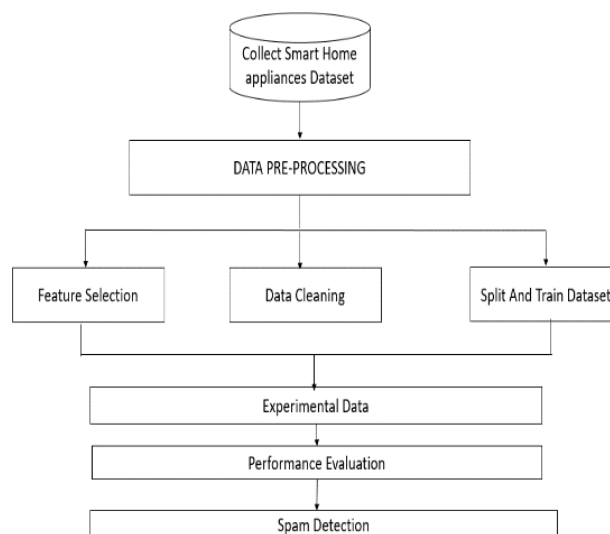 Collect Smart Home
appliances Dataset
DATA PRE-PROCESSING
Feature Selection
Data Cleaning
Split And Train Dataset
Experimental Data
Performance Evaluation
Spam Detection